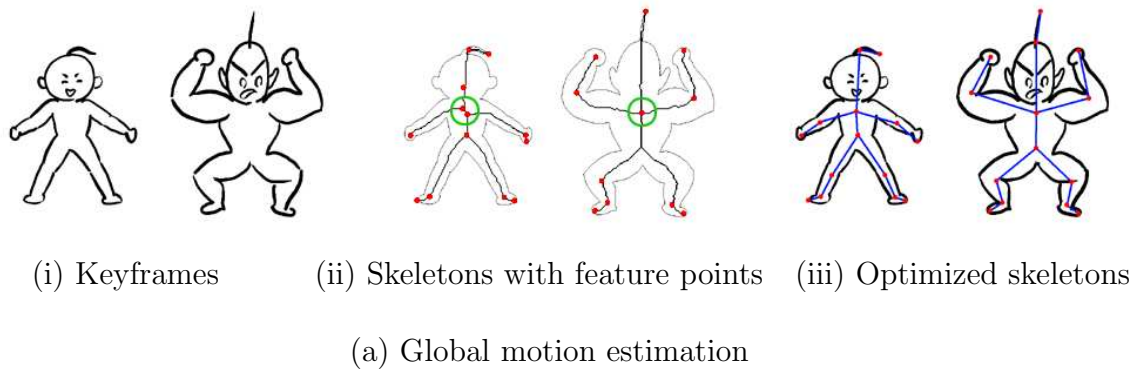 (i) Keyframes
(ii) Skeletons with feature points
(iii) Optimized skeletons
(a) Global motion estimation